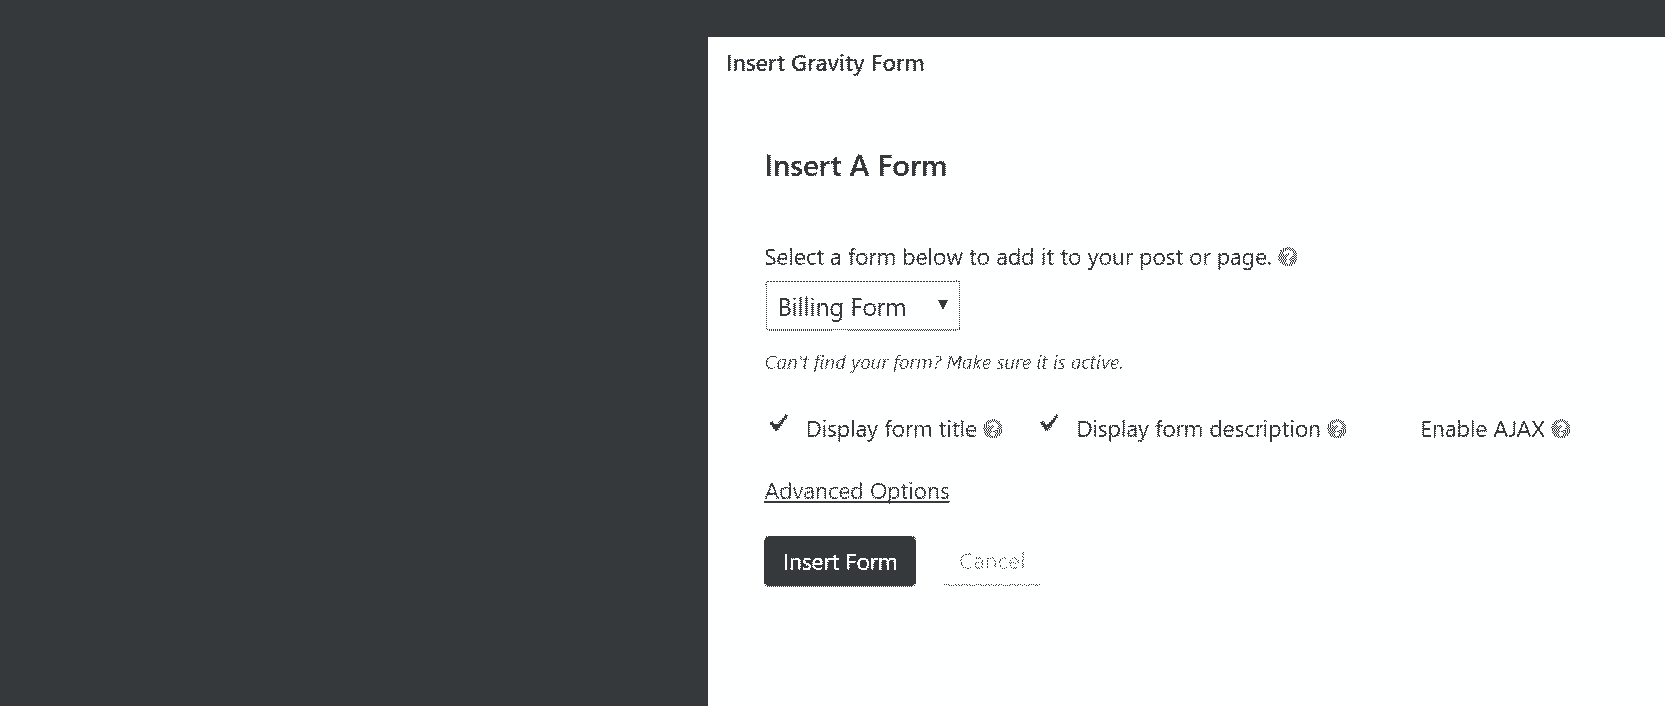 Insert Gravity Form
Insert A Form
Select a form below to add it to your post or page.
Billing Form
Can't find your form? Make sure it is active.
Display form title Display form description Enable AJAX
Advanced Options
Insert Form Cancel